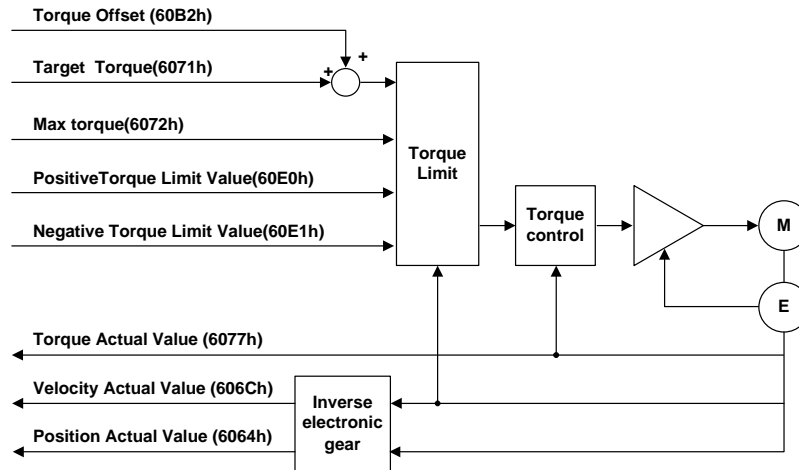 Torque Offset (60B2h)
+
Target Torque(6071h)
+
Max torque(6072h)
PositiveTorque Limit Value(60E0h)
Negative Torque Limit Value(60E1h)
Torque
Limit
Torque
control
M
E
Torque Actual Value (6077h)
Velocity Actual Value (606Ch)
Position Actual Value (6064h)
Inverse
electronic
gear